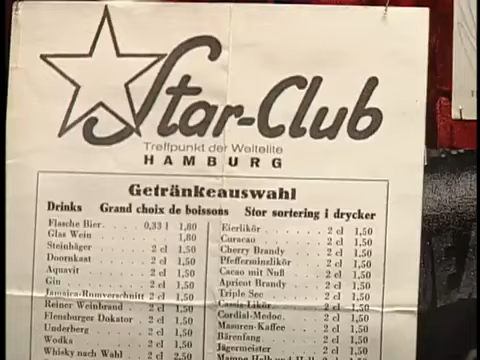 Star-Club
Treffpunkt der Weltelite
HAMBURG
Getränkeauswahl
Drinks Grand choix de boissons Stor sortering i drycker
Flasche Bier 0,33 l 1,80
Glas Wein 1,80
Steinhäger 2 cl 1,50
Doornkaat 2 cl 1,50
Aquavit 2 cl 1,50
Gin 2 cl 1,50
Jamaica-Rumverschnitt 2 cl 1,50
Reiner Weinbrand 2 cl 1,50
Flensburger Dokator 2 cl 1,50
Underberg 2 cl 1,50
Wodka 2 cl 1,50
Whisky nach Wahl 2 cl 2,50
Eierlikör 2 cl 1,50
Curacao 2 cl 1,50
Cherry Brandy 2 cl 1,50
Pfefferminzlikör 2 cl 1,50
Cacao mit Nuß 2 cl 1,50
Apricot Brandy 2 cl 1,50
Triple Sec 2 cl 1,50
Cassis-Likör 2 cl 1,50
Cordial-Medoc 2 cl 1,50
Masuren-Kaffee 2 cl 1,50
Bärenfang 2 cl 1,50
Jägermeister 2 cl 1,50